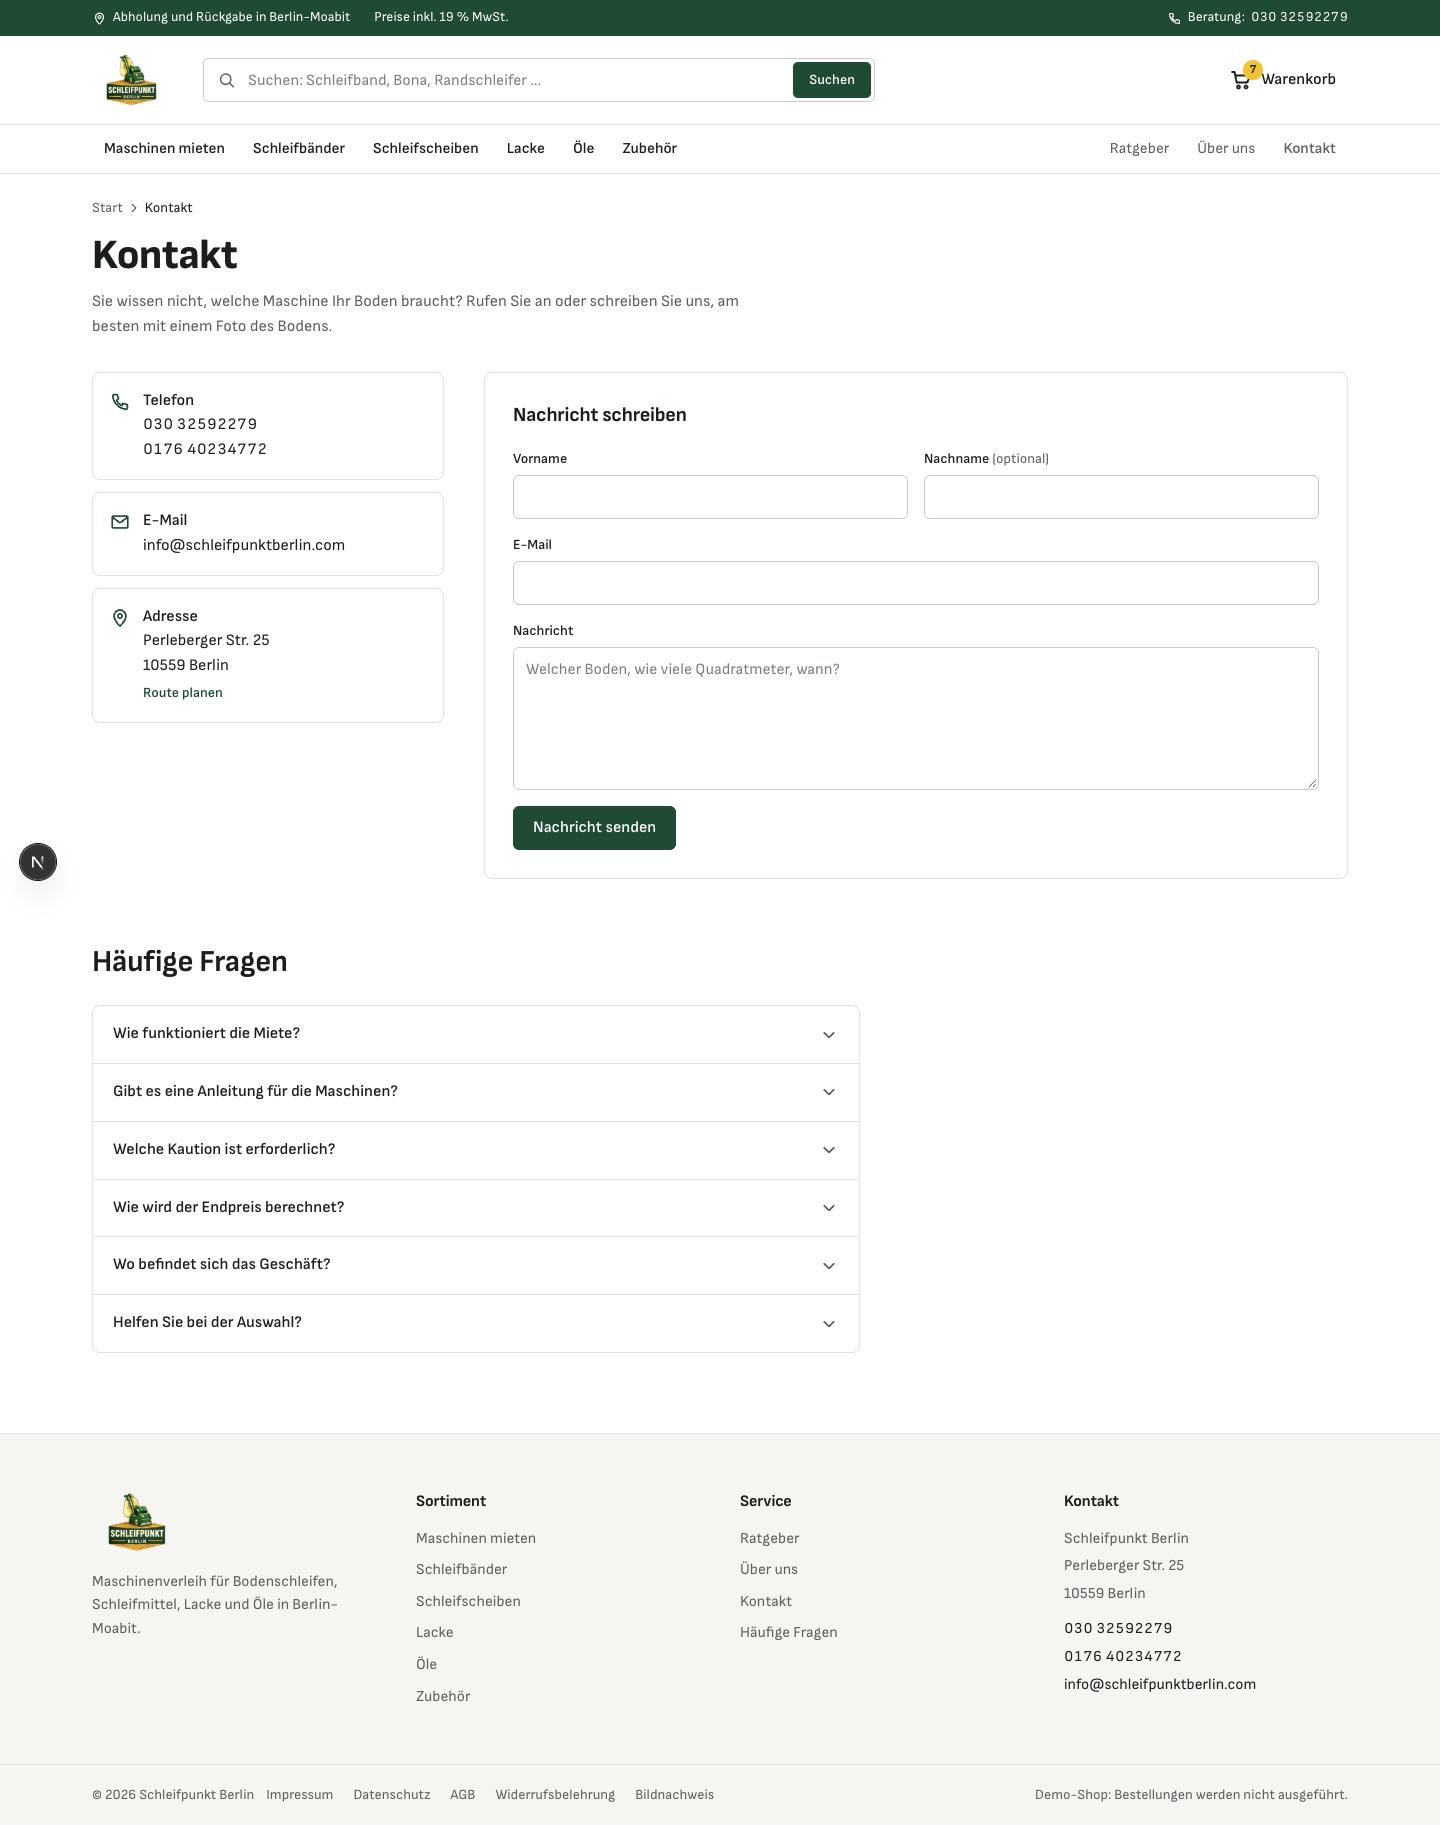 Abholung und Rückgabe in Berlin-Moabit Preise inkl. 19 % MwSt. Beratung: 030 32592279
SCHLEIFPUNKT
BERLIN
Suchen: Schleifband, Bona, Randschleifer ... Suchen
7
Warenkorb
Maschinen mieten Schleifbänder Schleifscheiben Lacke Öle Zubehör Ratgeber Über uns Kontakt
Start Kontakt
Kontakt
Sie wissen nicht, welche Maschine Ihr Boden braucht? Rufen Sie an oder schreiben Sie uns, am
besten mit einem Foto des Bodens.
Telefon
030 32592279
0176 40234772
E-Mail
info@schleifpunktberlin.com
Adresse
Perleberger Str. 25
10559 Berlin
Route planen
Nachricht schreiben
Vorname Nachname (optional)
E-Mail
Nachricht
Welcher Boden, wie viele Quadratmeter, wann?
Nachricht senden
N
Häufige Fragen
Wie funktioniert die Miete?
Gibt es eine Anleitung für die Maschinen?
Welche Kaution ist erforderlich?
Wie wird der Endpreis berechnet?
Wo befindet sich das Geschäft?
Helfen Sie bei der Auswahl?
SCHLEIFPUNKT
BERLIN
Maschinenverleih für Bodenschleifen,
Schleifmittel, Lacke und Öle in Berlin-
Moabit.
Sortiment
Maschinen mieten
Schleifbänder
Schleifscheiben
Lacke
Öle
Zubehör
Service
Ratgeber
Über uns
Kontakt
Häufige Fragen
Kontakt
Schleifpunkt Berlin
Perleberger Str. 25
10559 Berlin
030 32592279
0176 40234772
info@schleifpunktberlin.com
© 2026 Schleifpunkt Berlin Impressum Datenschutz AGB Widerrufsbelehrung Bildnachweis Demo-Shop: Bestellungen werden nicht ausgeführt.